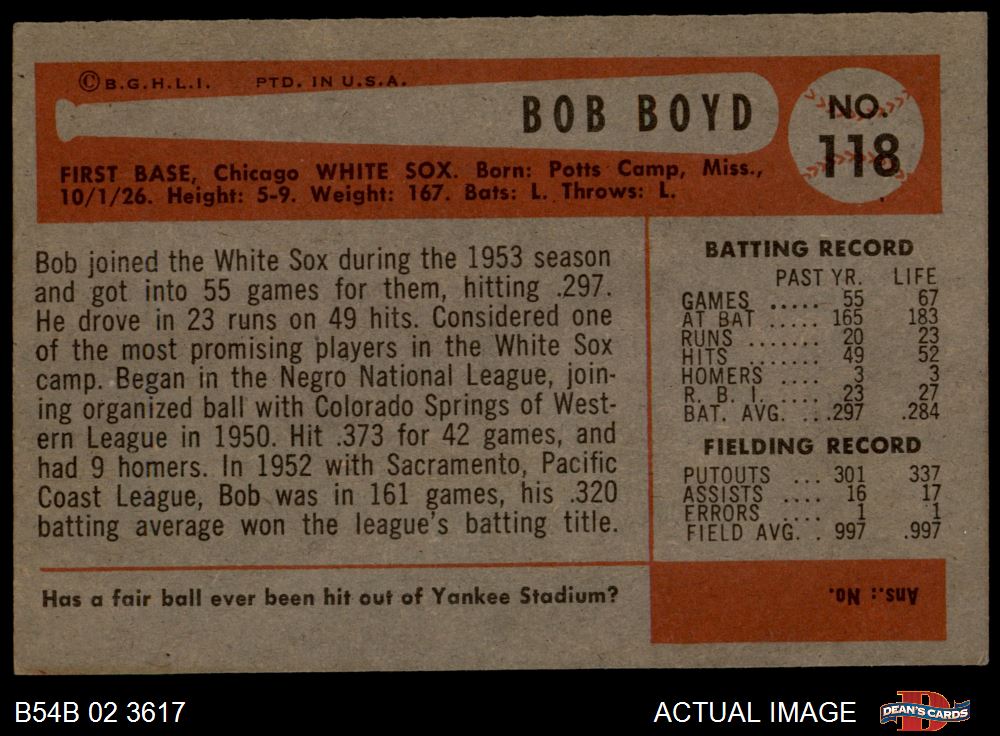 ©B.G.H.L.I. PTD. IN U.S.A.
BOB BOYD
NO.
118
FIRST BASE, Chicago WHITE SOX. Born: Potts Camp, Miss.,
10/1/26. Height: 5-9. Weight: 167. Bats: L. Throws: L.
Bob joined the White Sox during the 1953 season
and got into 55 games for them, hitting .297.
He drove in 23 runs on 49 hits. Considered one
of the most promising players in the White Sox
camp. Began in the Negro National League, join-
ing organized ball with Colorado Springs of West-
ern League in 1950. Hit .373 for 42 games, and
had 9 homers. In 1952 with Sacramento, Pacific
Coast League, Bob was in 161 games, his .320
batting average won the league's batting title.
BATTING RECORD
PAST YR. LIFE
GAMES ..... 55 67
AT BAT ..... 165 183
RUNS ....... 20 23
HITS ....... 49 52
HOMERS .... 3 3
R. B. I. .... 23 27
BAT. AVG. ...297 .284
FIELDING RECORD
PUTOUTS ... 301 337
ASSISTS .... 16 17
ERRORS .... 1 1
FIELD AVG. . 997 .997
Has a fair ball ever been hit out of Yankee Stadium?
Ans.: No.
B54B 02 3617
ACTUAL IMAGE
DEAN'S CARDS